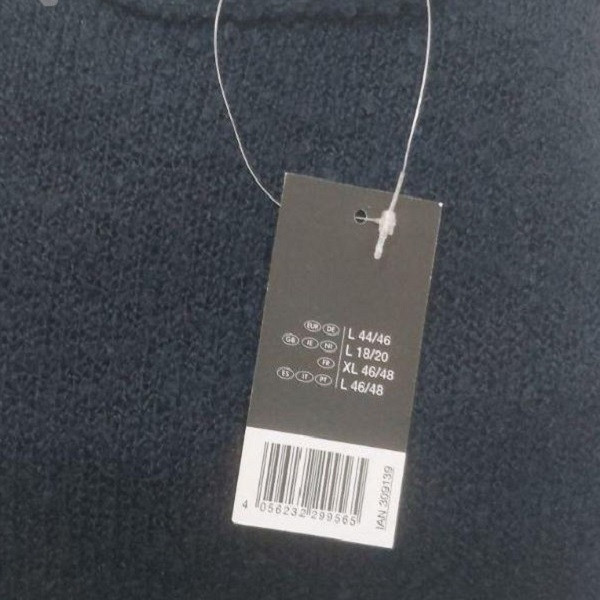 EUR DE L 44/46
GB IE NI L 18/20
FR XL 46/48
ES IT PT L 46/48
4 056232 299565
IAN 309139